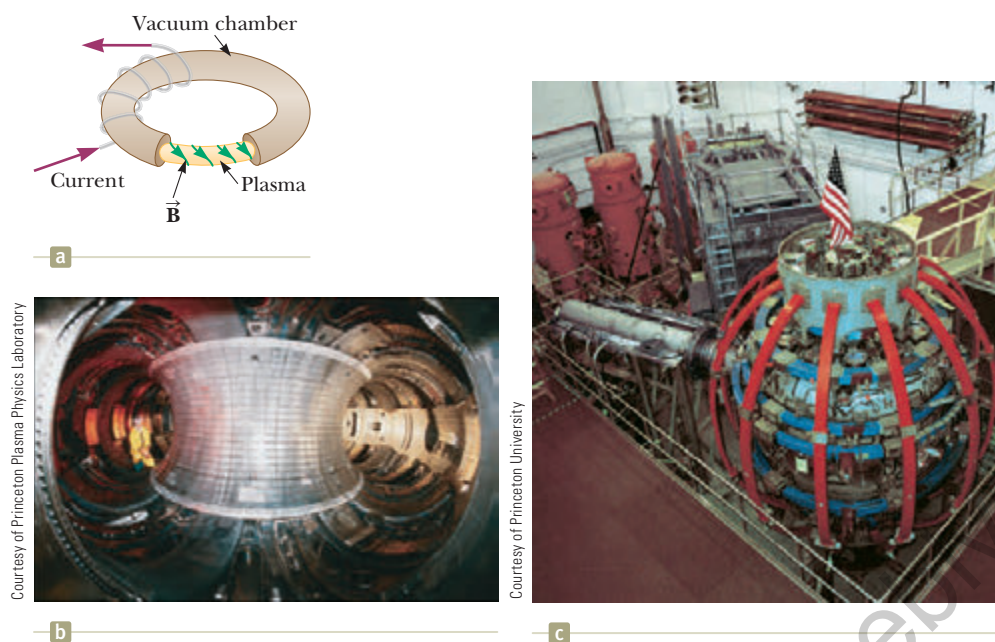 Vacuum chamber
Current
Plasma
B
a
Courtesy of Princeton Plasma Physics Laboratory
b
Courtesy of Princeton University
c